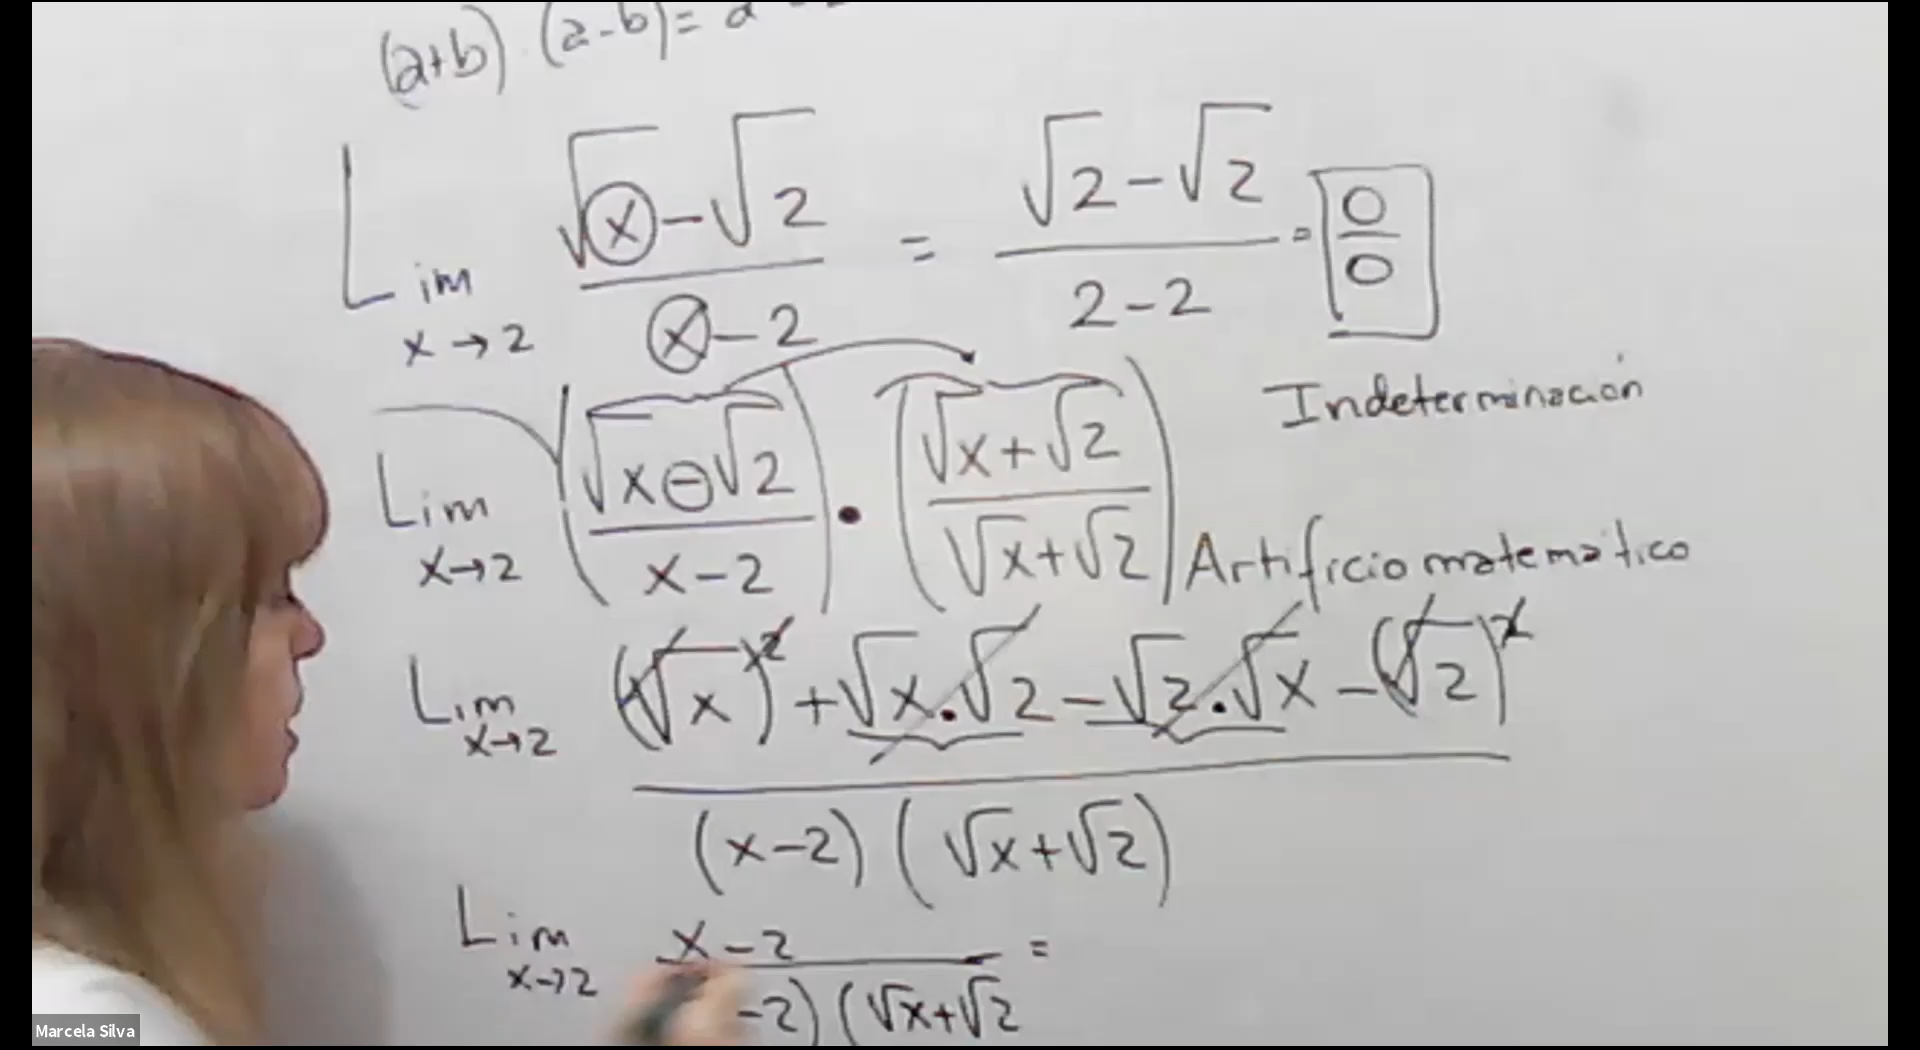 (a+b) · (a-b) = a
Lim x→2 (√x - √2)/(x - 2) = (√2 - √2)/(2 - 2) = 0/0
Indeterminación
Lim x→2 ((√x - √2)/(x - 2)) · ((√x + √2)/(√x + √2)) Artificio matemático
Lim x→2 ((√x)² + √x · √2 - √2 · √x - (√2)²)/((x-2)(√x + √2))
Lim x→2 (x - 2)/(-2)(√x + √2 =
Marcela Silva